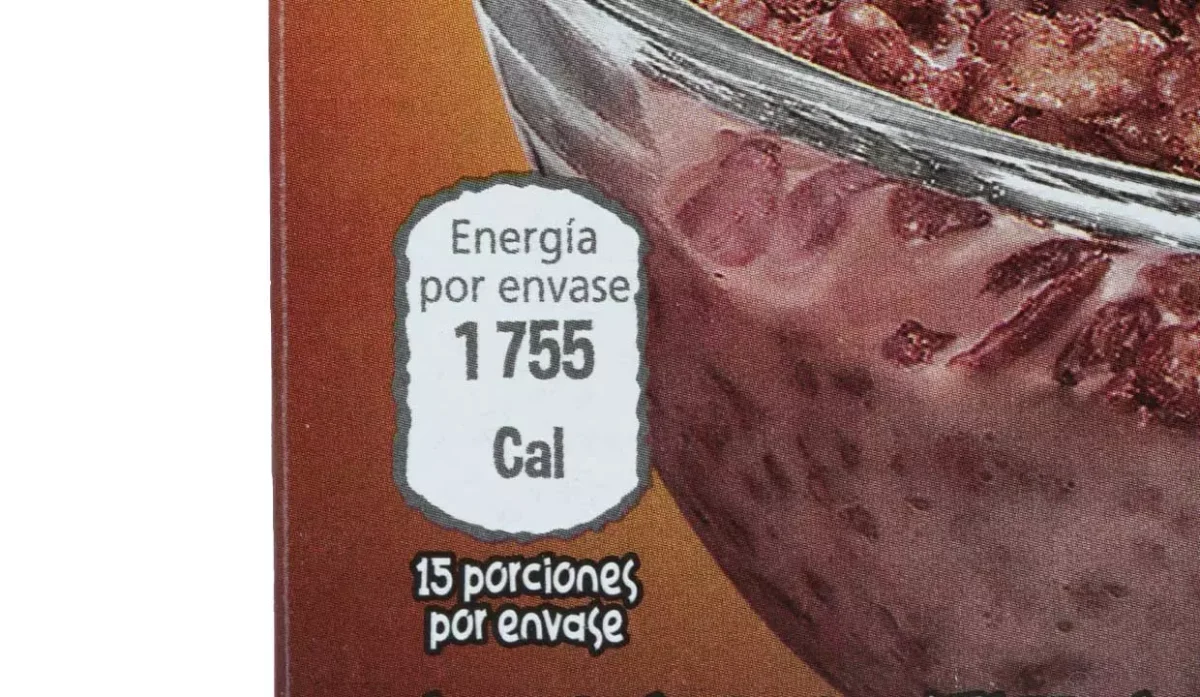 Energía
por envase
1 755
Cal
15 porciones
por envase